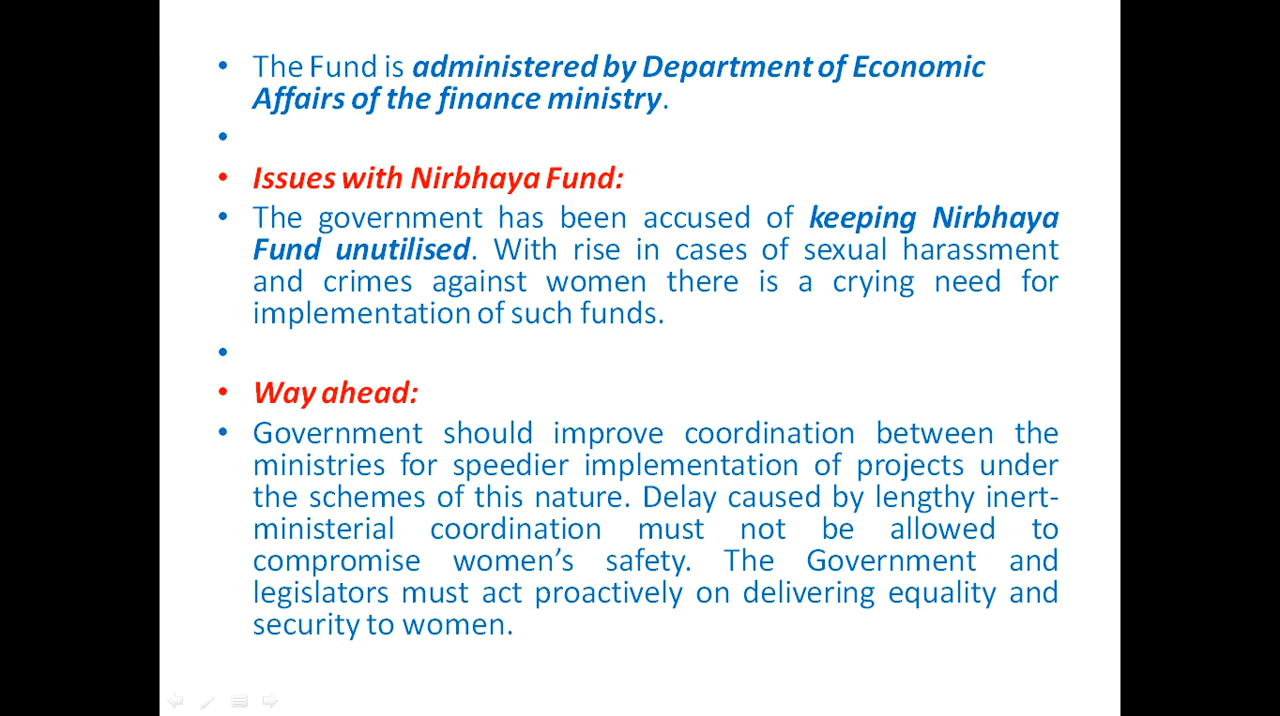 • The Fund is administered by Department of Economic
Affairs of the finance ministry.
•
• Issues with Nirbhaya Fund:
• The government has been accused of keeping Nirbhaya
Fund unutilised. With rise in cases of sexual harassment
and crimes against women there is a crying need for
implementation of such funds.
•
• Way ahead:
• Government should improve coordination between the
ministries for speedier implementation of projects under
the schemes of this nature. Delay caused by lengthy inert-
ministerial coordination must not be allowed to
compromise women’s safety. The Government and
legislators must act proactively on delivering equality and
security to women.